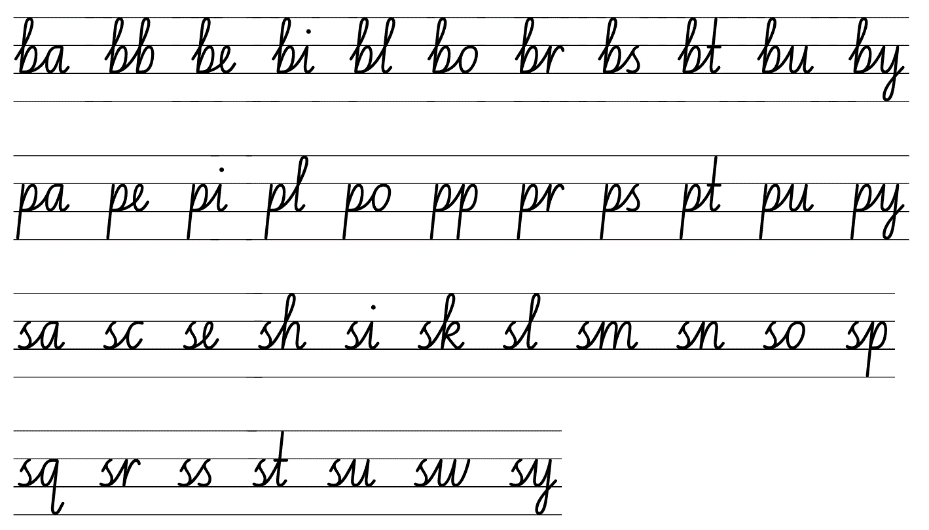 ba bb be bi bl bo br bs bt bu by
pa pe pi pl po pp pr ps pt pu py
sa sc se sh si sk sl sm sn so sp
sq sr ss st su sw sy